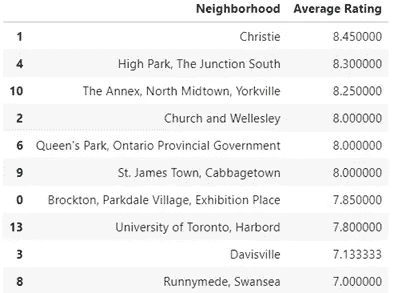 Neighborhood Average Rating
1 Christie 8.450000
4 High Park, The Junction South 8.300000
10 The Annex, North Midtown, Yorkville 8.250000
2 Church and Wellesley 8.000000
6 Queen's Park, Ontario Provincial Government 8.000000
9 St. James Town, Cabbagetown 8.000000
0 Brockton, Parkdale Village, Exhibition Place 7.850000
13 University of Toronto, Harbord 7.800000
3 Davisville 7.133333
8 Runnymede, Swansea 7.000000